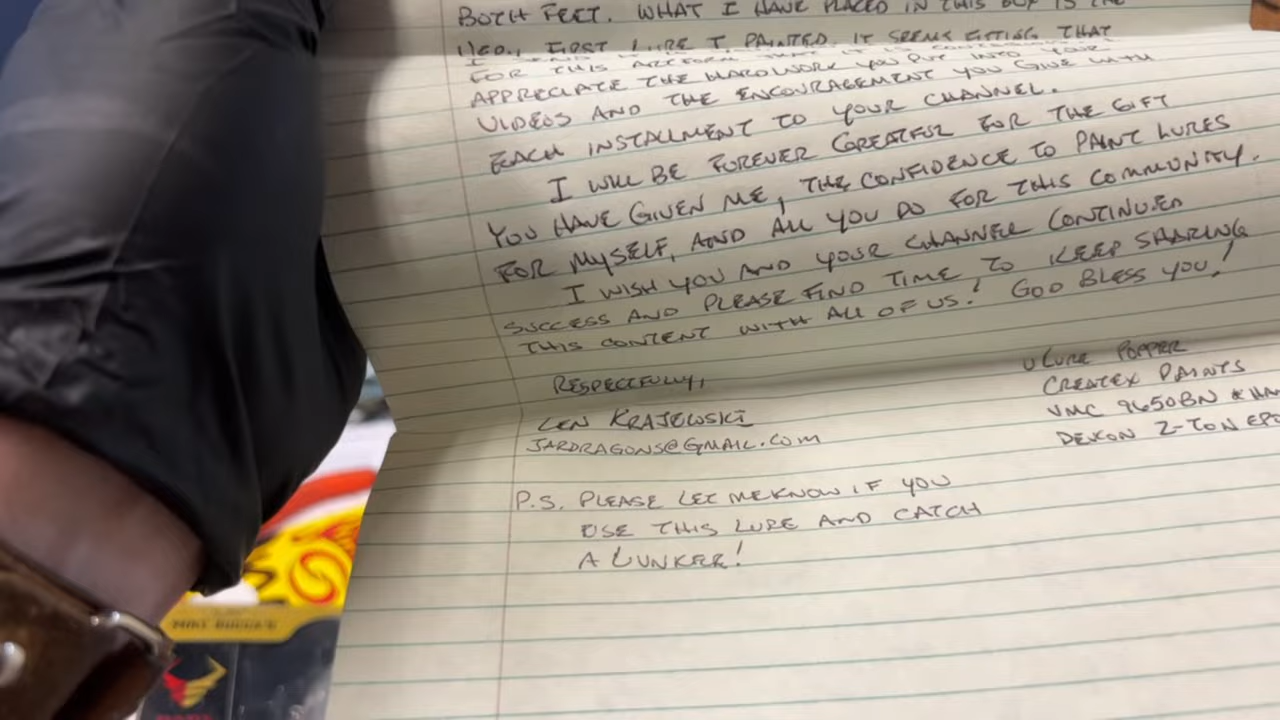 BOTH FEET. WHAT I HAVE PLACED IN THIS BOX IS THE
VERY FIRST LURE I PAINTED. IT SEEMS FITTING THAT
FOR THIS ARTFORM THAT IT IS
APPRECIATE THE HARDWORK YOU PUT INTO YOUR
VIDEOS AND THE ENCOURAGEMENT YOU GIVE WITH
EACH INSTALLMENT TO YOUR CHANNEL.
I WILL BE FOREVER GREATFUL FOR THE GIFT
YOU HAVE GIVEN ME, THE CONFIDENCE TO PAINT LURES
FOR MYSELF, AND ALL YOU DO FOR THIS COMMUNITY.
I WISH YOU AND YOUR CHANNEL CONTINUED
SUCCESS AND PLEASE FIND TIME TO KEEP SHARING
THIS CONTENT WITH ALL OF US! GOD BLESS YOU!
RESPECTFULLY,
LEN KRAJEWSKI
JARDRAGONS@GMAIL.COM
ULURE POPPER
CREATEX PAINTS
VMC 9650BN
DEVCON 2-TON
P.S. PLEASE LET ME KNOW IF YOU
USE THIS LURE AND CATCH
A LUNKER!